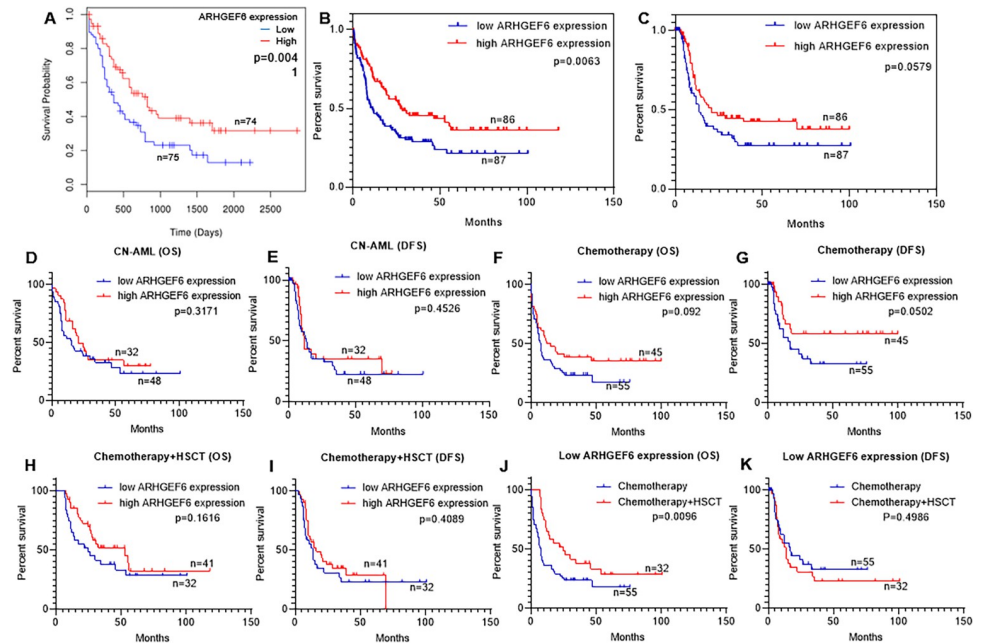 A
ARHGEF6 expression
Low
High
p=0.004
1
n=74
n=75
Survival Probability
1.0
0.8
0.6
0.4
0.2
0.0
0 500 1000 1500 2000 2500
Time (Days)
B
low ARHGEF6 expression
high ARHGEF6 expression
p=0.0063
n=86
n=87
Percent survival
1.0
0.5
0.0
0 50 100 150
Months
C
low ARHGEF6 expression
high ARHGEF6 expression
p=0.0579
n=86
n=87
Percent survival
1.0
0.5
0.0
0 50 100 150
Months
D
CN-AML (OS)
low ARHGEF6 expression
high ARHGEF6 expression
p=0.3171
n=32
n=48
Percent survival
100
50
0
0 50 100 150
Months
E
CN-AML (DFS)
low ARHGEF6 expression
high ARHGEF6 expression
p=0.4526
n=32
n=48
Percent survival
100
50
0
0 50 100 150
Months
F
Chemotherapy (OS)
low ARHGEF6 expression
high ARHGEF6 expression
p=0.092
n=45
n=55
Percent survival
100
50
0
0 50 100 150
Months
G
Chemotherapy (DFS)
low ARHGEF6 expression
high ARHGEF6 expression
p=0.0502
n=45
n=55
Percent survival
100
50
0
0 50 100 150
Months
H
Chemotherapy+HSCT (OS)
low ARHGEF6 expression
high ARHGEF6 expression
p=0.1616
n=41
n=32
Percent survival
100
50
0
0 50 100 150
Months
I
Chemotherapy+HSCT (DFS)
low ARHGEF6 expression
high ARHGEF6 expression
p=0.4089
n=41
n=32
Percent survival
100
50
0
0 50 100 150
Months
J
Low ARHGEF6 expression (OS)
Chemotherapy
Chemotherapy+HSCT
p=0.0096
n=32
n=55
Percent survival
100
50
0
0 50 100 150
Months
K
Low ARHGEF6 expression (DFS)
Chemotherapy
Chemotherapy+HSCT
P=0.4986
n=55
n=32
Percent survival
100
50
0
0 50 100 150
Months